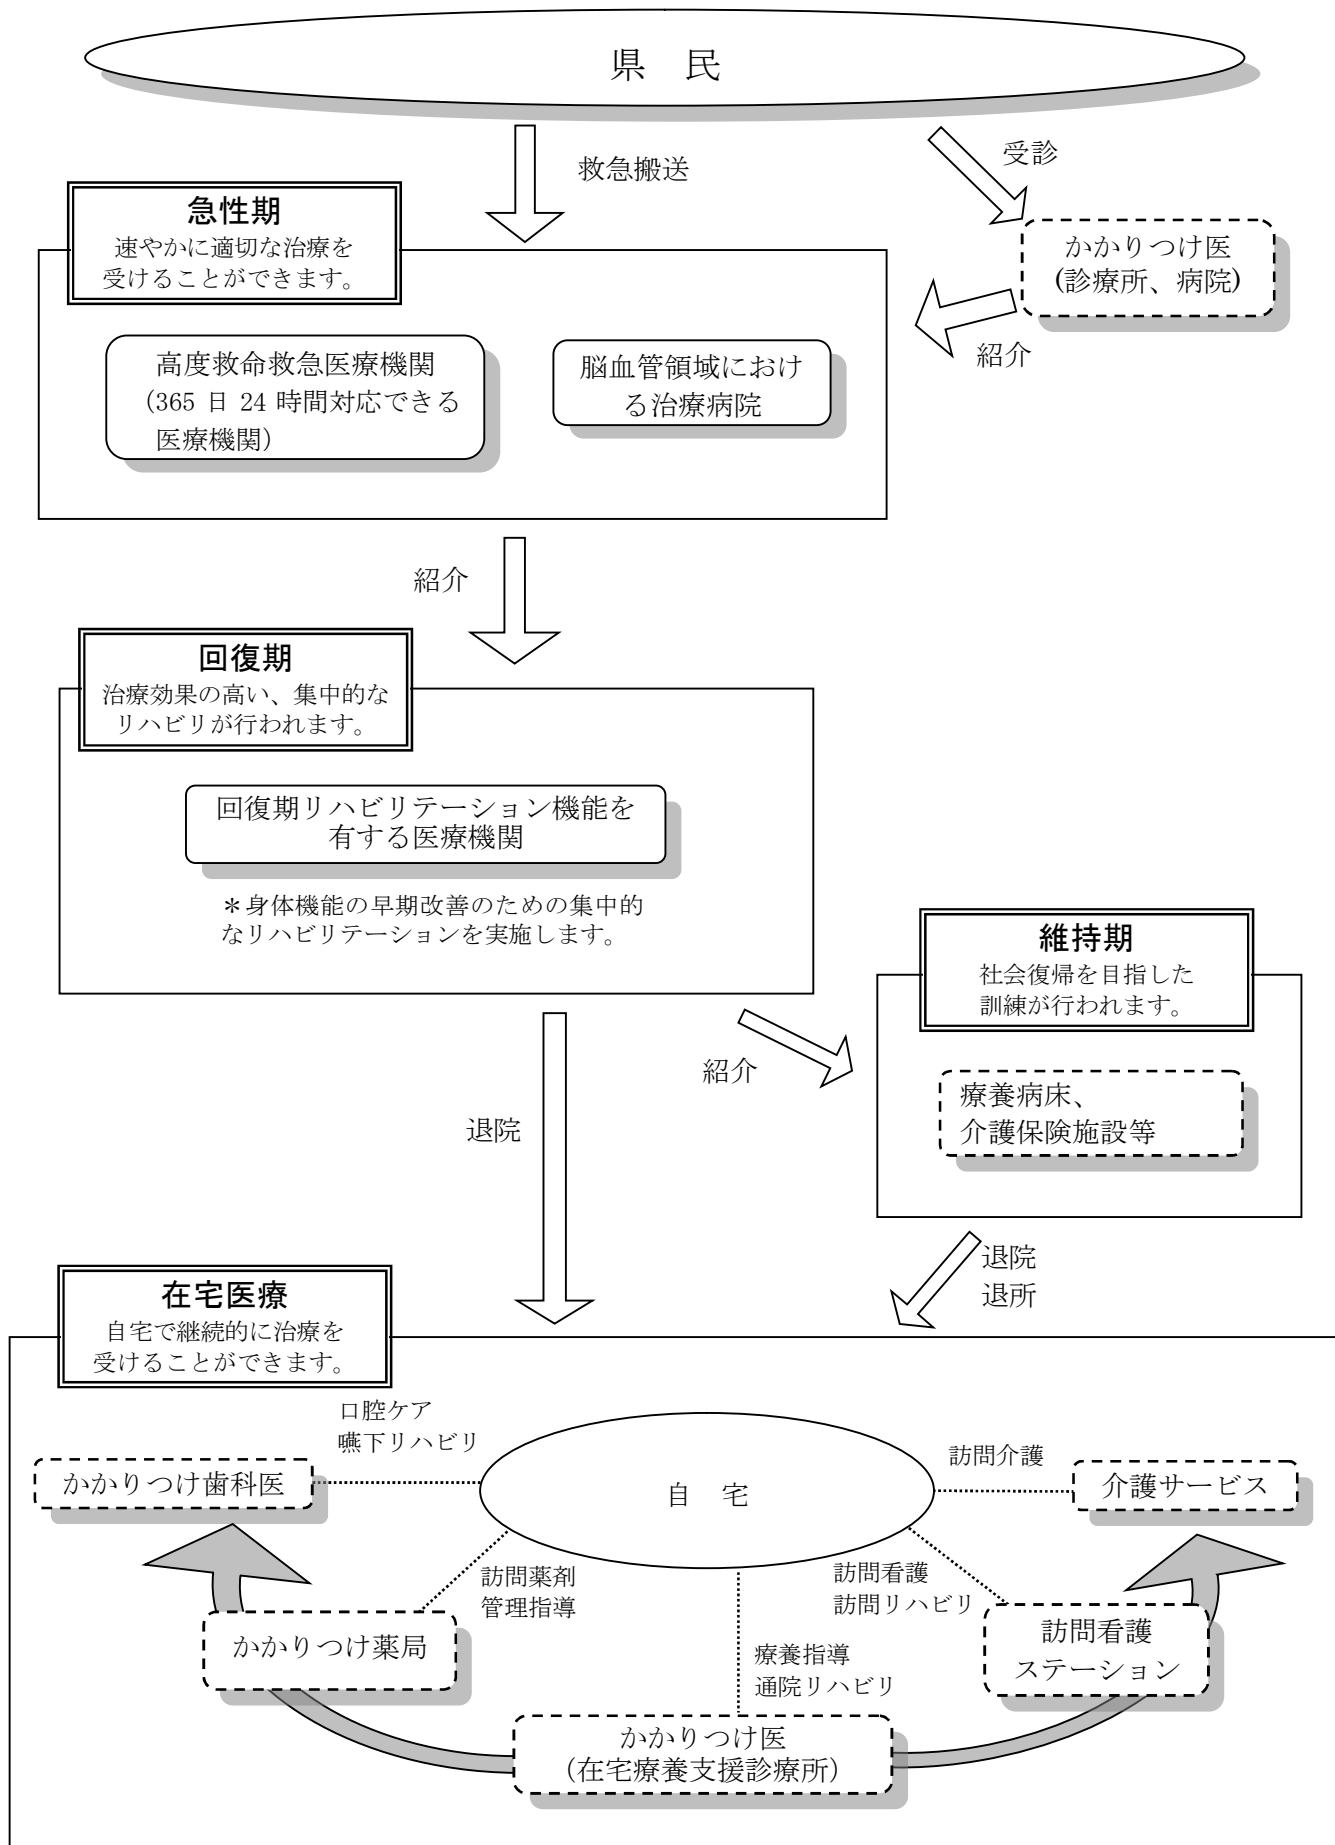 県　民
救急搬送
受診
急性期
速やかに適切な治療を
受けることができます。
かかりつけ医
(診療所、病院)
紹介
高度救命救急医療機関
（365 日 24 時間対応できる
医療機関）
脳血管領域におけ
る治療病院
紹介
回復期
治療効果の高い、集中的な
リハビリが行われます。
回復期リハビリテーション機能を
有する医療機関
＊身体機能の早期改善のための集中的
なリハビリテーションを実施します。
維持期
社会復帰を目指した
訓練が行われます。
紹介
療養病床、
介護保険施設等
退院
退院
退所
在宅医療
自宅で継続的に治療を
受けることができます。
口腔ケア
嚥下リハビリ
かかりつけ歯科医
自　宅
訪問介護
介護サービス
訪問薬剤
管理指導
訪問看護
訪問リハビリ
かかりつけ薬局
療養指導
通院リハビリ
訪問看護
ステーション
かかりつけ医
（在宅療養支援診療所）